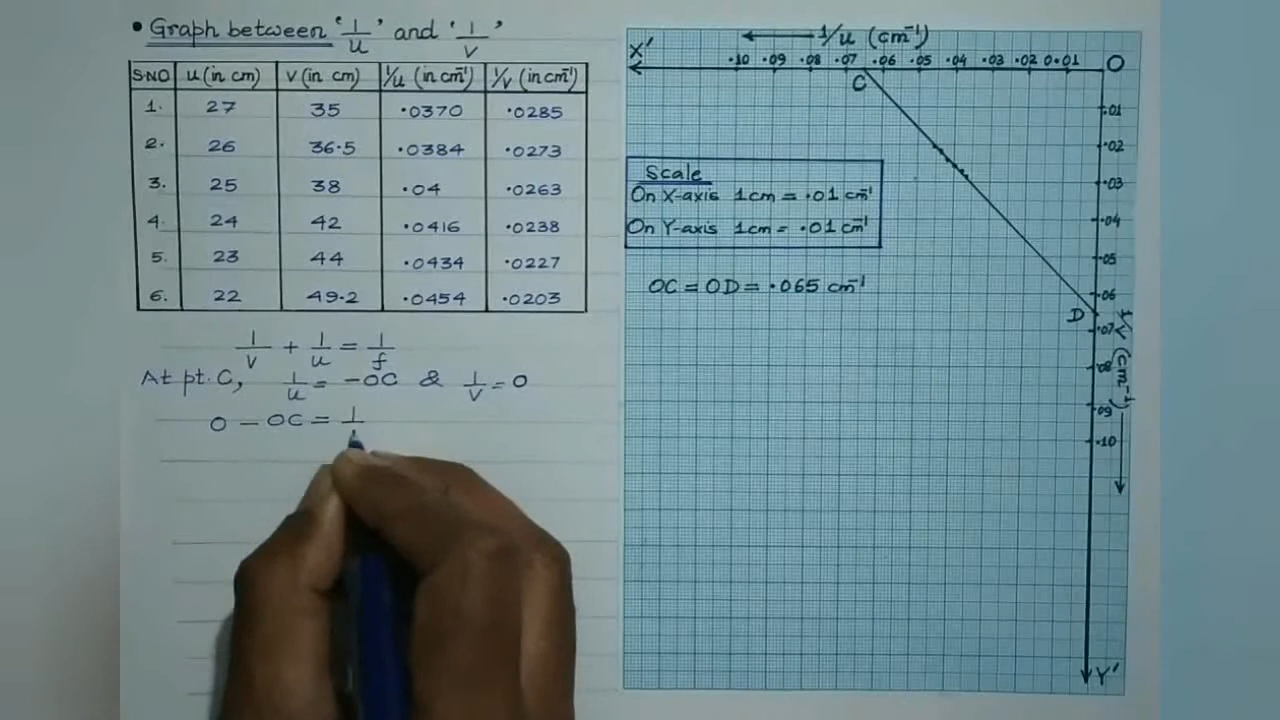 • Graph between '1/u' and '1/v'
S·NO u (in cm) v (in cm) 1/u (in cm⁻¹) 1/v (in cm⁻¹)
1. 27 35 ·0370 ·0285
2. 26 36·5 ·0384 ·0273
3. 25 38 ·04 ·0263
4. 24 42 ·0416 ·0238
5. 23 44 ·0434 ·0227
6. 22 49·2 ·0454 ·0203
1/v + 1/u = 1/f
At pt. C, 1/u = -OC & 1/v = 0
0 - OC = 1/
1/u (cm⁻¹)
X' ·10 ·09 ·08 ·07 ·06 ·05 ·04 ·03 ·02 0·01 O
C
·01
·02
·03
·04
·05
·06
·07
·08
·09
·10
D
1/v (cm⁻¹)
Y'
Scale
On X-axis 1cm = ·01 cm⁻¹
On Y-axis 1cm = ·01 cm⁻¹
OC = OD = ·065 cm⁻¹